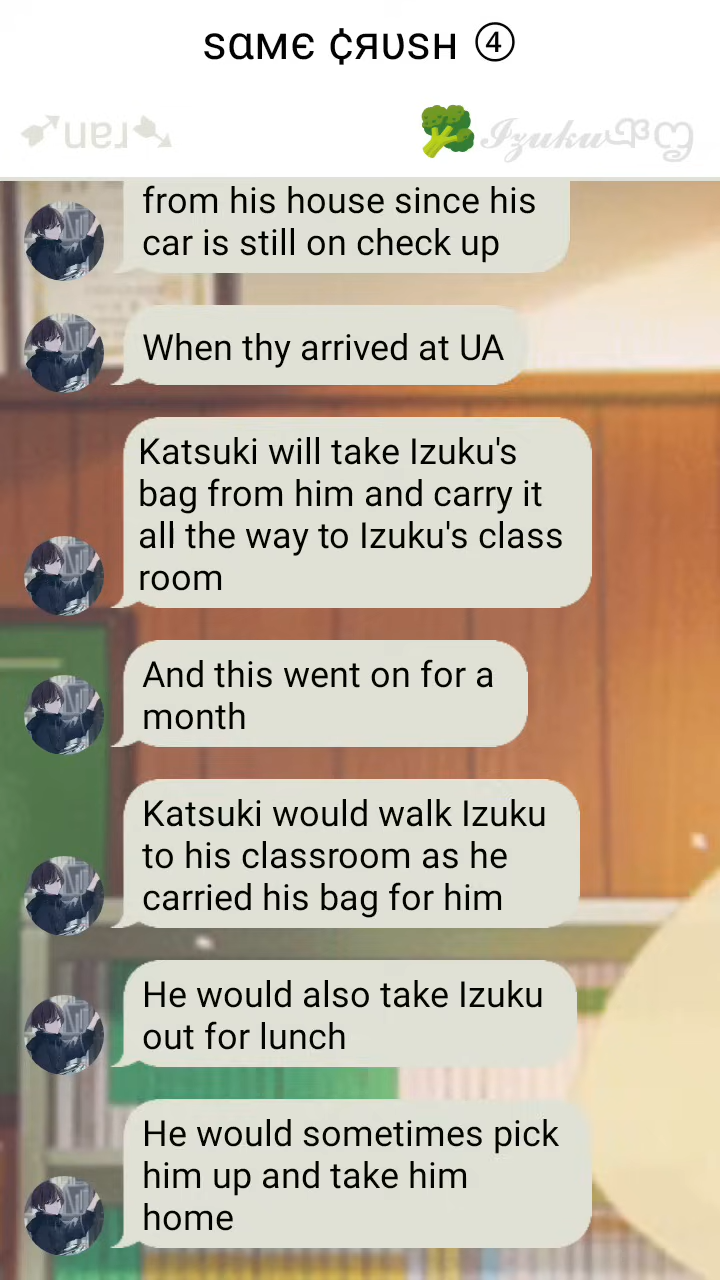 sαмє ¢яυsн ④
➶ɿɐn➴
🥦𝓘𝔃𝓾𝓴𝓾
from his house since his
car is still on check up
When thy arrived at UA
Katsuki will take Izuku's
bag from him and carry it
all the way to Izuku's class
room
And this went on for a
month
Katsuki would walk Izuku
to his classroom as he
carried his bag for him
He would also take Izuku
out for lunch
He would sometimes pick
him up and take him
home